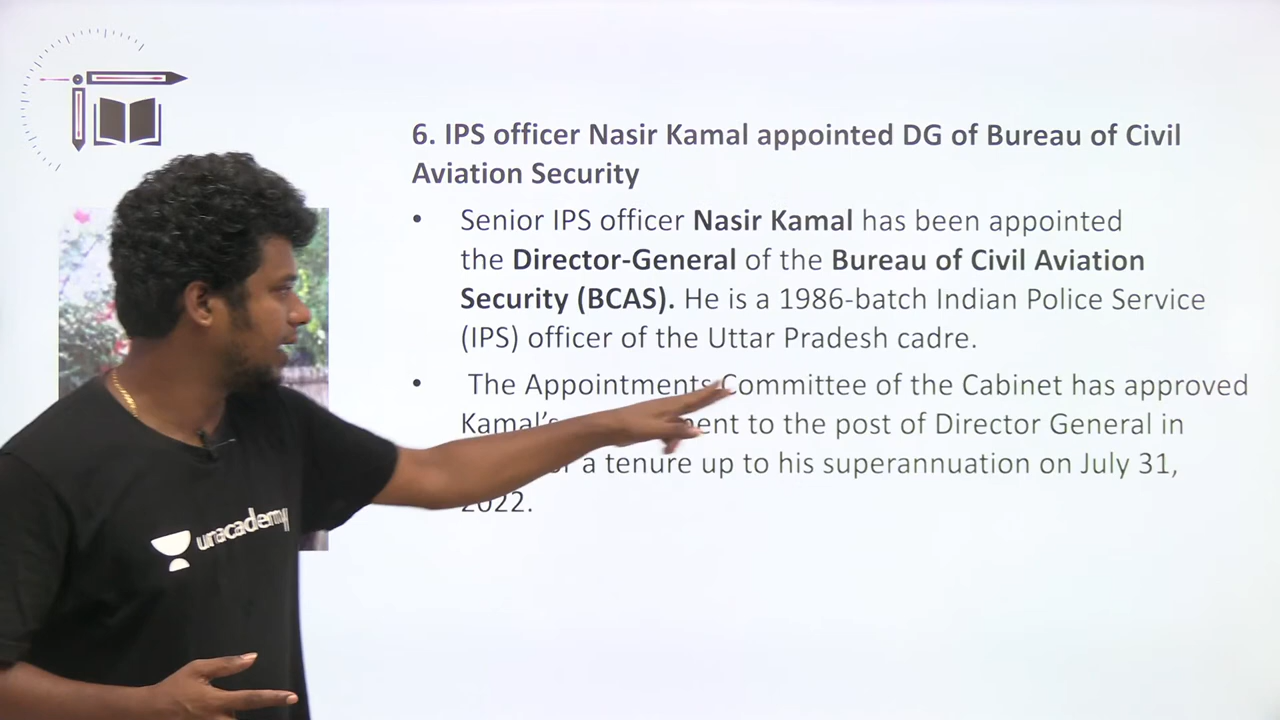 6. IPS officer Nasir Kamal appointed DG of Bureau of Civil
Aviation Security
• Senior IPS officer Nasir Kamal has been appointed
the Director-General of the Bureau of Civil Aviation
Security (BCAS). He is a 1986-batch Indian Police Service
(IPS) officer of the Uttar Pradesh cadre.
• The Appointments Committee of the Cabinet has approved
Kamal's to the post of Director General in
a tenure up to his superannuation on July 31,
2022.
unacademy